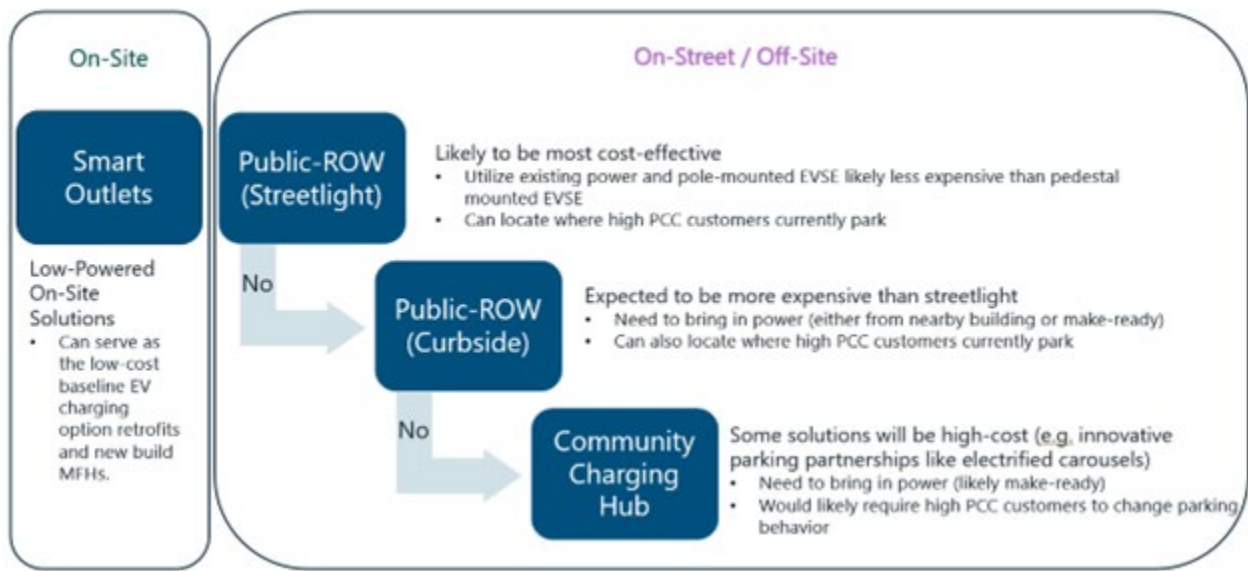 On-Site
Smart
Outlets
Low-Powered
On-Site
Solutions
• Can serve as
the low-cost
baseline EV
charging
option retrofits
and new build
MFHs.
On-Street / Off-Site
Public-ROW
(Streetlight)
Likely to be most cost-effective
• Utilize existing power and pole-mounted EVSE likely less expensive than pedestal
mounted EVSE
• Can locate where high PCC customers currently park
No
Public-ROW
(Curbside)
Expected to be more expensive than streetlight
• Need to bring in power (either from nearby building or make-ready)
• Can also locate where high PCC customers currently park
No
Community
Charging
Hub
Some solutions will be high-cost (e.g. innovative
parking partnerships like electrified carousels)
• Need to bring in power (likely make-ready)
• Would likely require high PCC customers to change parking
behavior